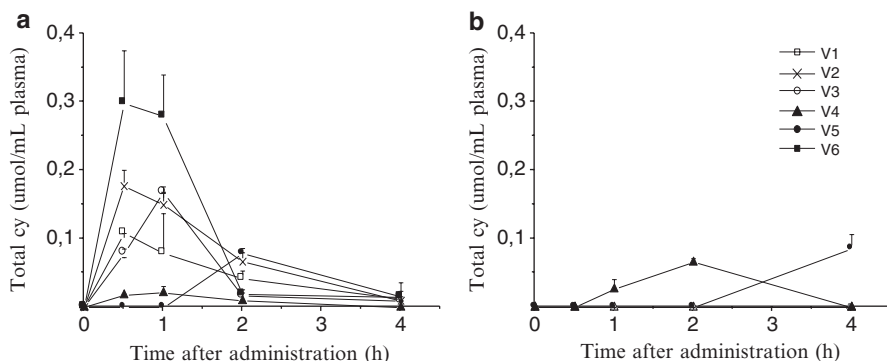 a
0,4
0,3
0,2
0,1
0
1
2
3
4
Total cy (umol/mL plasma)
Time after administration (h)
b
0,4
0,3
0,2
0,1
0
1
2
3
4
Total cy (umol/mL plasma)
Time after administration (h)
V1
V2
V3
V4
V5
V6